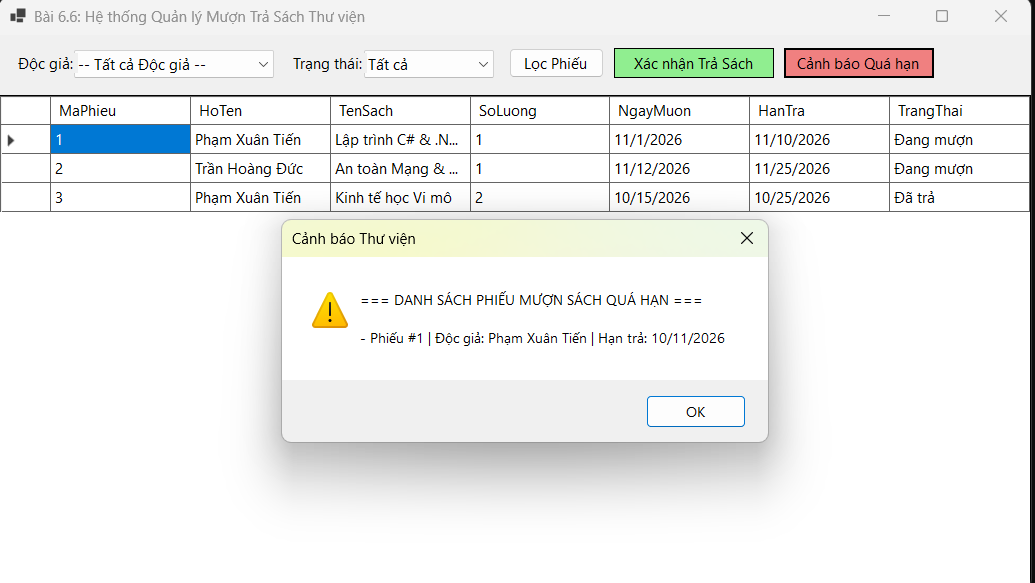 Bài 6.6: Hệ thống Quản lý Mượn Trả Sách Thư viện
Độc giả: -- Tất cả Độc giả -- Trạng thái: Tất cả Lọc Phiếu Xác nhận Trả Sách Cảnh báo Quá hạn
MaPhieu HoTen TenSach SoLuong NgayMuon HanTra TrangThai
1 Phạm Xuân Tiến Lập trình C# & .N... 1 11/1/2026 11/10/2026 Đang mượn
2 Trần Hoàng Đức An toàn Mạng & ... 1 11/12/2026 11/25/2026 Đang mượn
3 Phạm Xuân Tiến Kinh tế học Vi mô 2 10/15/2026 10/25/2026 Đã trả
Cảnh báo Thư viện
=== DANH SÁCH PHIẾU MƯỢN SÁCH QUÁ HẠN ===
- Phiếu #1 | Độc giả: Phạm Xuân Tiến | Hạn trả: 10/11/2026
OK